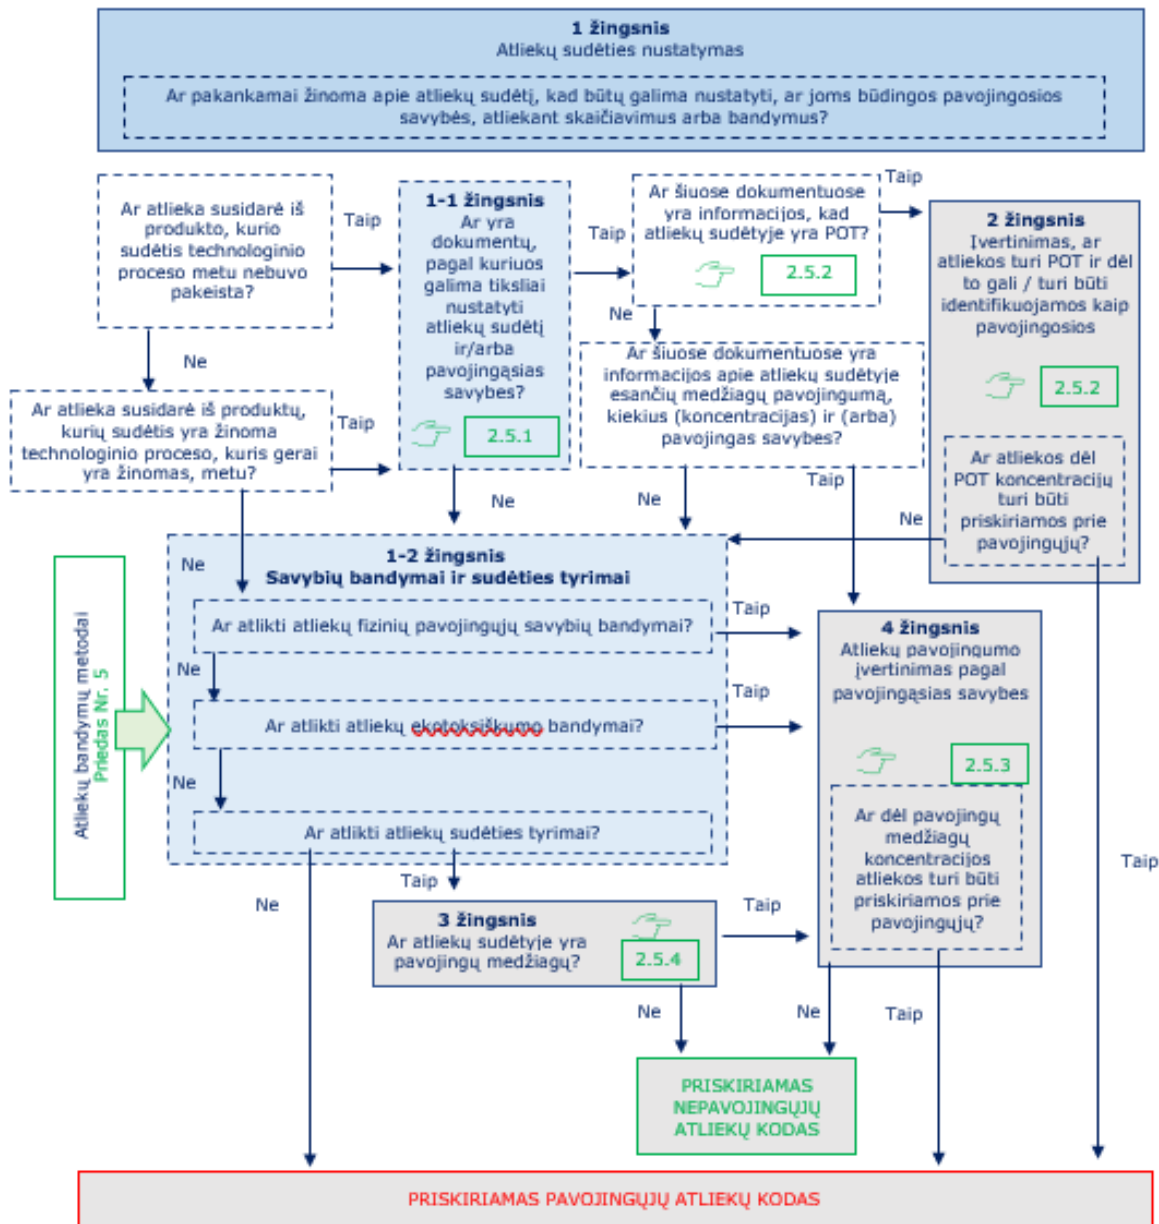 1 žingsnis
Atliekų sudėties nustatymas
Ar pakankamai žinoma apie atliekų sudėtį, kad būtų galima nustatyti, ar joms būdingos pavojingosios
savybės, atliekant skaičiavimus arba bandymus?
Ar atlieka susidarė iš
produkto, kurio
sudėtis technologinio
proceso metu nebuvo
pakeista?
Taip
1-1 žingsnis
Ar yra
dokumentų,
pagal kuriuos
galima tiksliai
nustatyti
atliekų sudėtį
ir/arba
pavojingąsias
savybes?
2.5.1
Taip
Ar šiuose dokumentuose
yra informacijos, kad
atliekų sudėtyje yra POT?
2.5.2
Taip
2 žingsnis
Įvertinimas, ar
atliekos turi POT ir dėl
to gali / turi būti
identifikuojamos kaip
pavojingosios
2.5.2
Ar atliekos dėl
POT koncentracijų
turi būti
priskiriamos prie
pavojingųjų?
Ne
Ne
Ar atlieka susidarė iš produktų,
kurių sudėtis yra žinoma
technologinio proceso, kuris gerai
yra žinomas, metu?
Taip
Ar šiuose dokumentuose yra
informacijos apie atliekų sudėtyje
esančių medžiagų pavojingumą,
kiekius (koncentracijas) ir (arba)
pavojingas savybes?
Taip
Ne
Ne
Ne
Ne
1-2 žingsnis
Savybių bandymai ir sudėties tyrimai
Ar atlikti atliekų fizinių pavojingųjų savybių bandymai?
Taip
Ne
Ar atlikti atliekų ekotoksiškumo bandymai?
Taip
Ne
Ar atlikti atliekų sudėties tyrimai?
Atliekų bandymų metodai
Priedas Nr. 5
4 žingsnis
Atliekų pavojingumo
įvertinimas pagal
pavojingąsias savybes
2.5.3
Ar dėl pavojingų
medžiagų
koncentracijos
atliekos turi būti
priskiriamos prie
pavojingųjų?
Taip
Ne
Taip
3 žingsnis
Ar atliekų sudėtyje yra
pavojingų medžiagų?
2.5.4
Taip
Ne
Ne
Taip
PRISKIRIAMAS
NEPAVOJINGŲJŲ
ATLIEKŲ KODAS
PRISKIRIAMAS PAVOJINGŲJŲ ATLIEKŲ KODAS